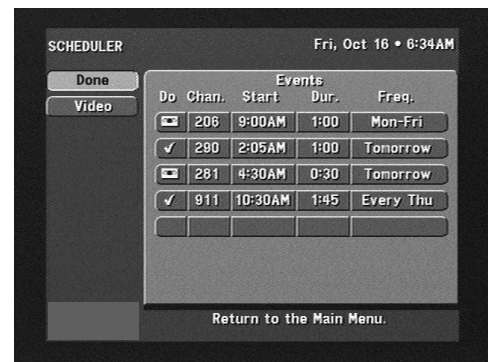 SCHEDULER Fri, Oct 16 • 6:34AM
Done
Video
Events
Do Chan. Start Dur. Freq.
206 9:00AM 1:00 Mon-Fri
✓ 290 2:05AM 1:00 Tomorrow
281 4:30AM 0:30 Tomorrow
✓ 911 10:30AM 1:45 Every Thu
Return to the Main Menu.